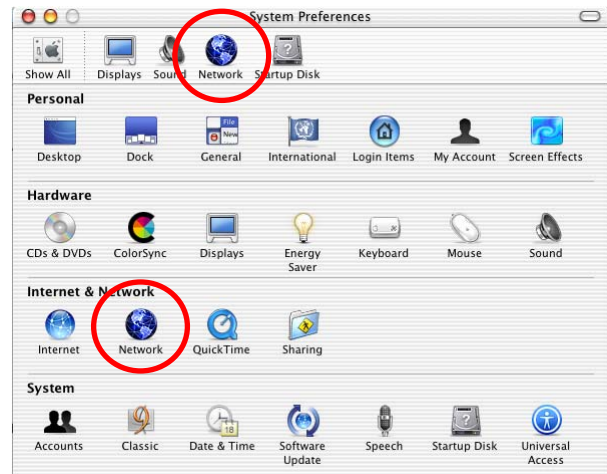 System Preferences
Show All Displays Sound Network Startup Disk
Personal
File
New
Desktop Dock General International Login Items My Account Screen Effects
Hardware
CDs & DVDs ColorSync Displays Energy Saver Keyboard Mouse Sound
Internet & Network
Internet Network QuickTime Sharing
System
18
Accounts Classic Date & Time Software Update Speech Startup Disk Universal Access